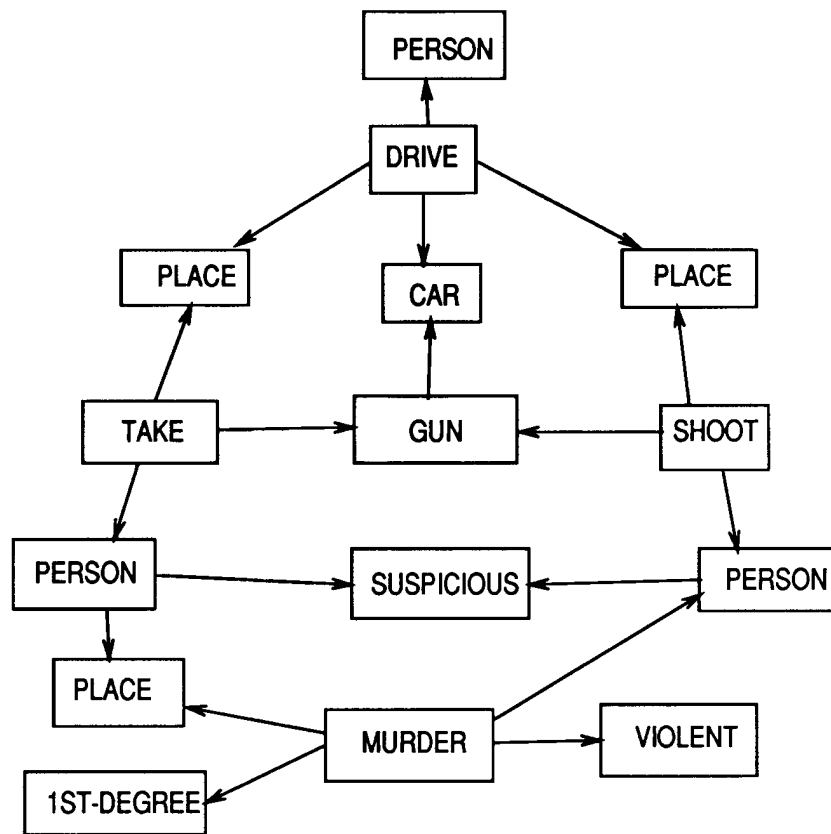 PERSON
DRIVE
PLACE
CAR
PLACE
TAKE
GUN
SHOOT
PERSON
SUSPICIOUS
PERSON
PLACE
MURDER
VIOLENT
1ST-DEGREE